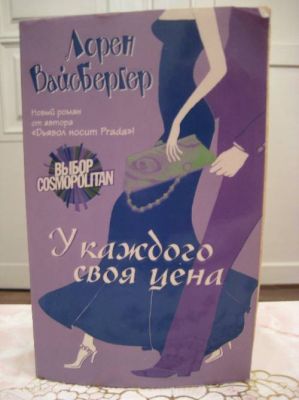 Лорен
Вайсбергер
Новый роман
от автора
«Дьявол носит Prada»!
ВЫБОР
COSMOPOLITAN
У каждого
своя цена